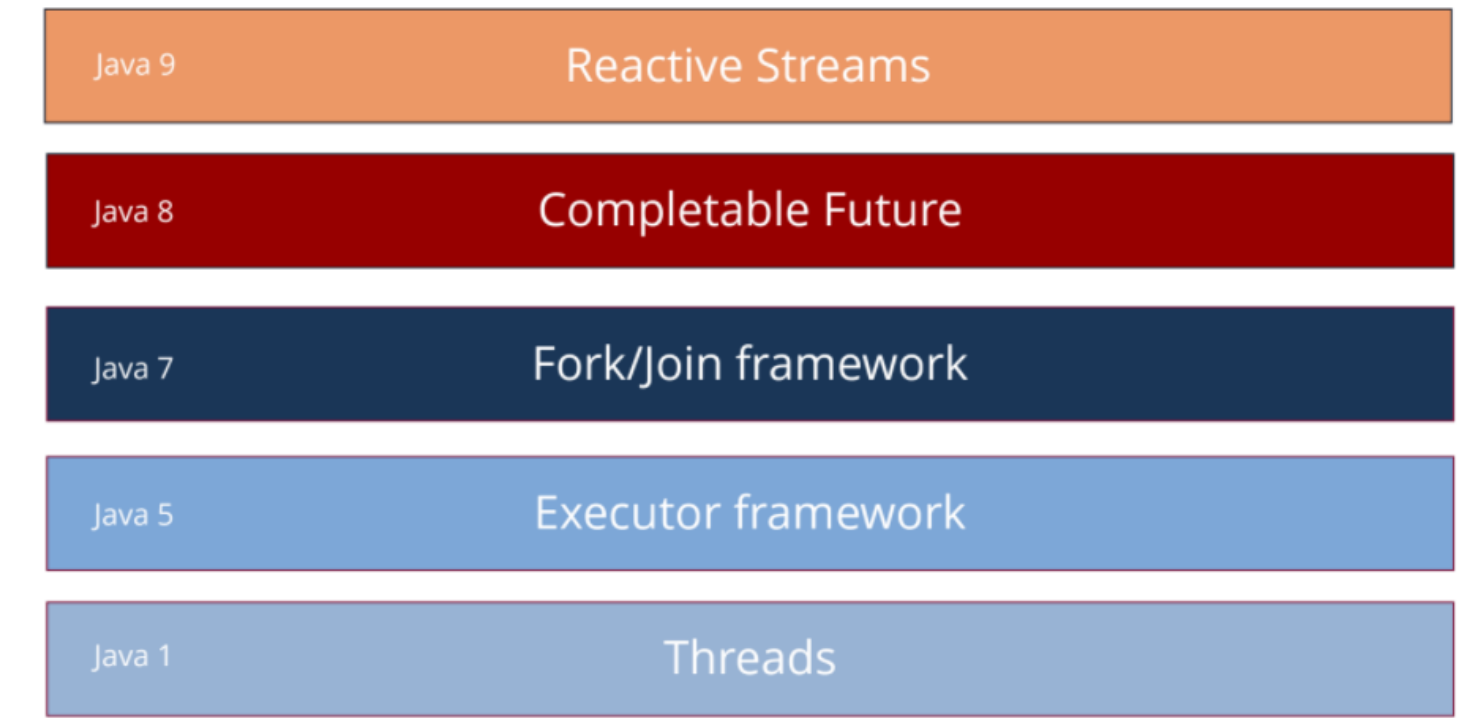 Java 9 Reactive Streams
Java 8 Completable Future
Java 7 Fork/Join framework
Java 5 Executor framework
Java 1 Threads